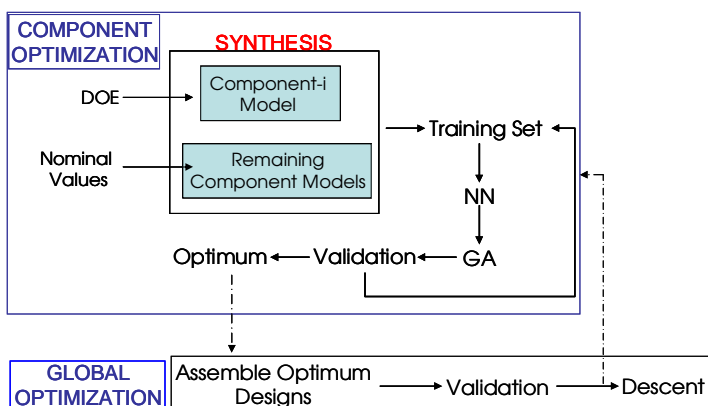 COMPONENT
OPTIMIZATION
SYNTHESIS
DOE
Component-i
Model
Nominal
Values
Remaining
Component Models
Training Set
NN
Optimum
Validation
GA
GLOBAL
OPTIMIZATION
Assemble Optimum
Designs
Validation
Descent